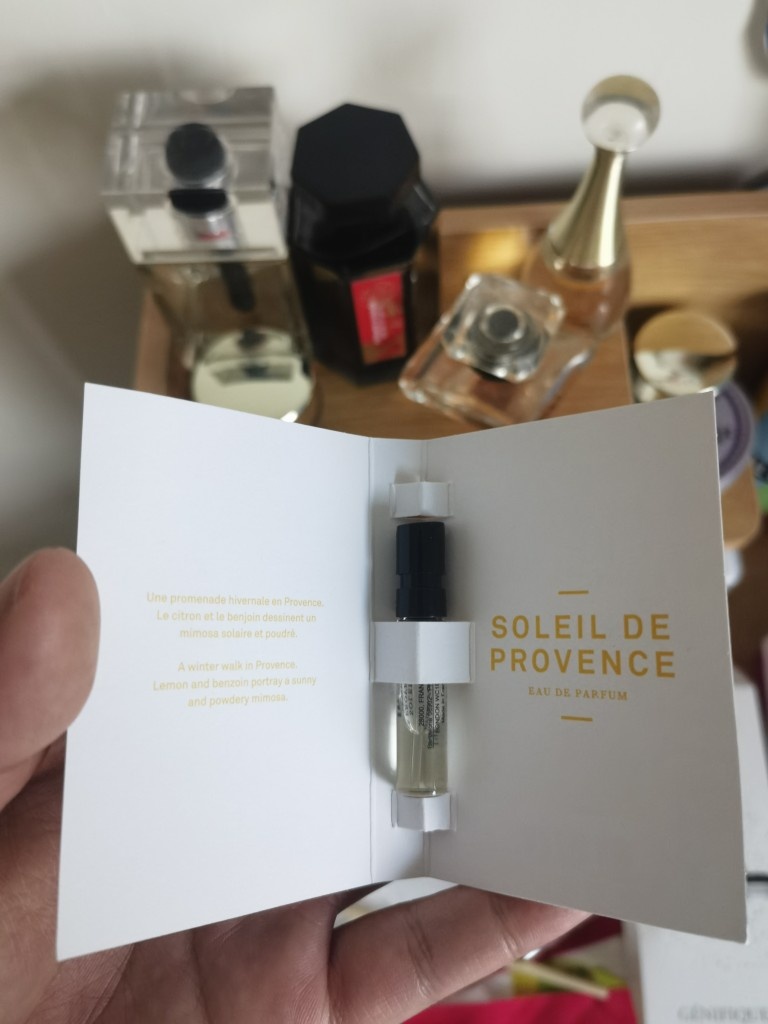 Une promenade hivernale en Provence.
Le citron et le benjoin dessinent un
mimosa solaire et poudré.
A winter walk in Provence.
Lemon and benzoin portray a sunny
and powdery mimosa.
SOLEIL DE
PROVENCE
EAU DE PARFUM
GÉNIFIQUE